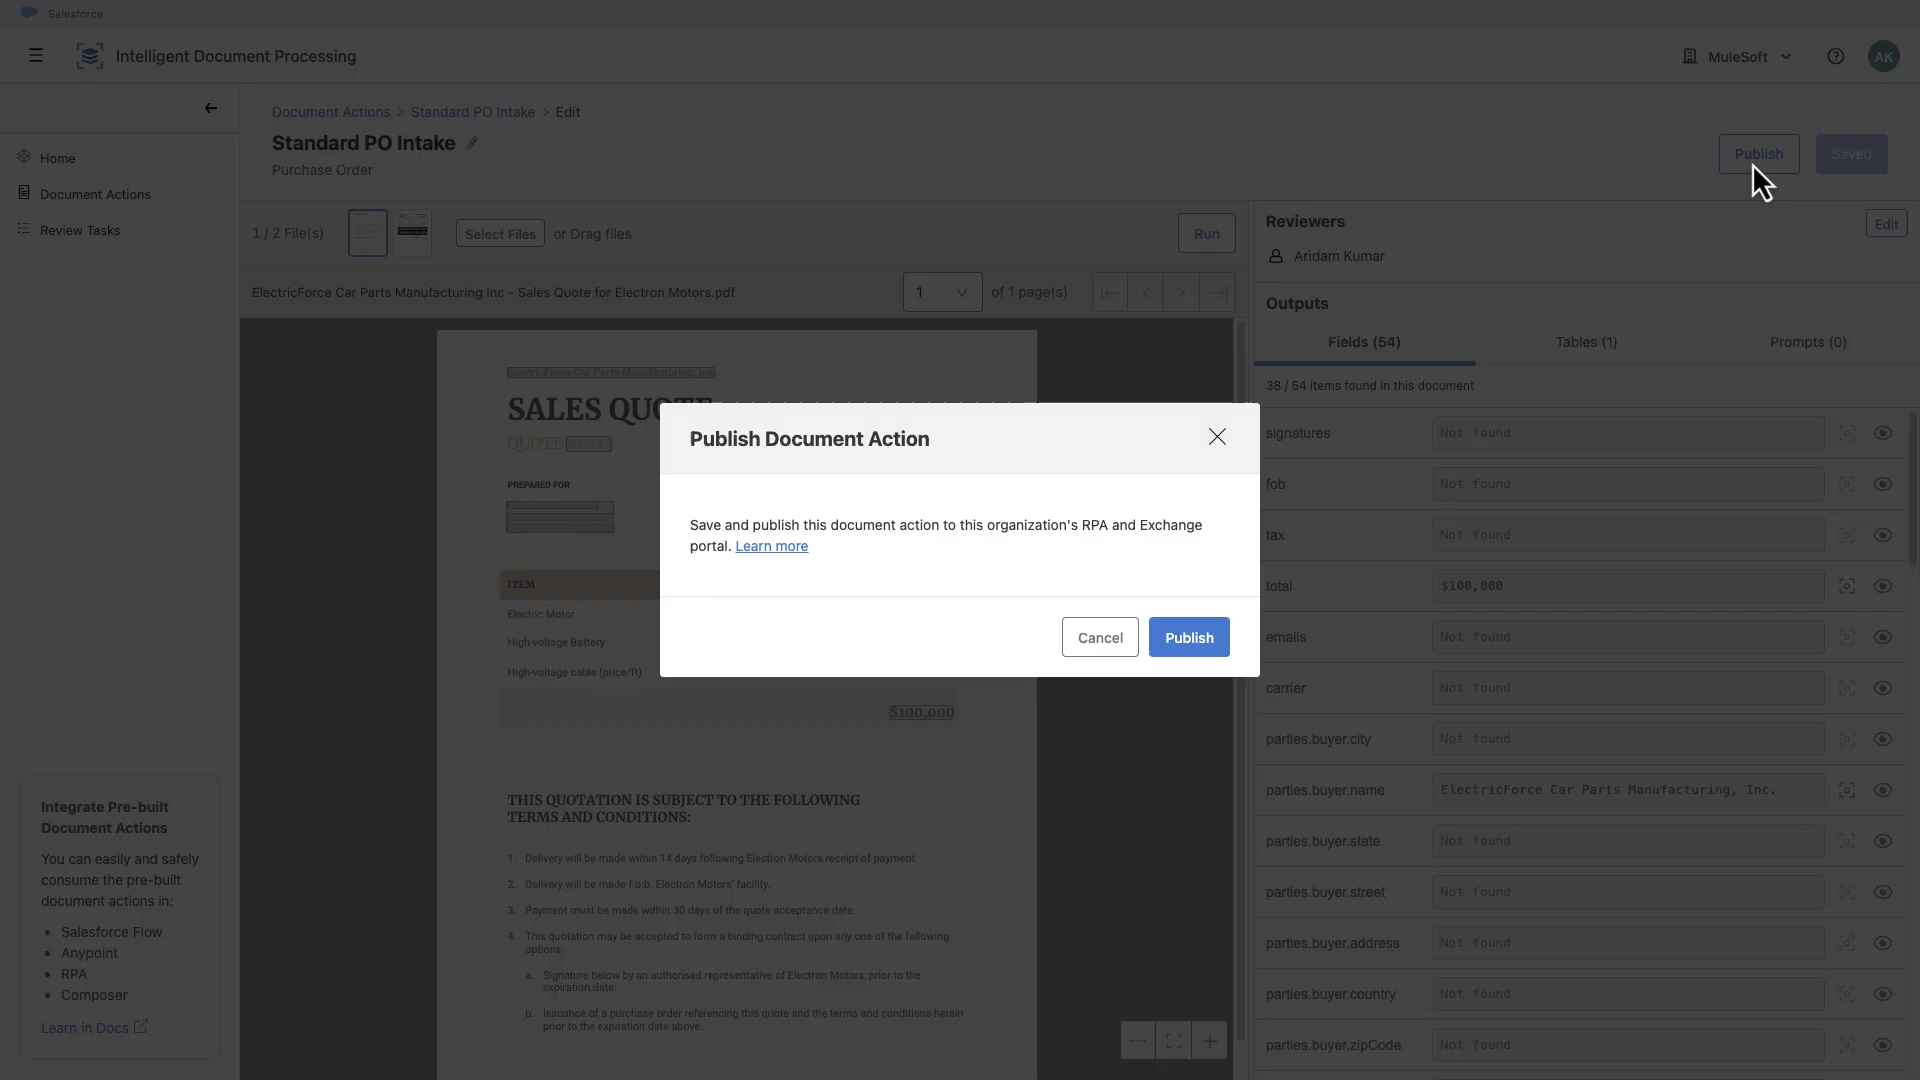 Salesforce
Intelligent Document Processing
MuleSoft
AK
Home
Document Actions
Review Tasks
Document Actions > Standard PO Intake > Edit
Standard PO Intake
Purchase Order
Publish
Saved
1 / 2 File(s)
Select Files
or Drag files
Run
ElectricForce Car Parts Manufacturing Inc - Sales Quote for Electron Motors.pdf
1
of 1 page(s)
ElectricForce Car Parts Manufacturing, Inc.
SALES QUOTE
QUOTE
PREPARED FOR
ITEM
Electric Motor
High-voltage Battery
High-voltage cable (price/ft)
$100,000
THIS QUOTATION IS SUBJECT TO THE FOLLOWING
TERMS AND CONDITIONS:
1. Delivery will be made within 14 days following Electron Motors receipt of payment.
2. Delivery will be made f.o.b. Electron Motors' facility.
3. Payment must be made within 30 days of the quote acceptance date.
4. This quotation may be accepted to form a binding contract upon any one of the following
options:
a. Signature below by an authorised representative of Electron Motors, prior to the
expiration date.
b. Issuance of a purchase order referencing this quote and the terms and conditions herein
prior to the expiration date above.
Publish Document Action
Save and publish this document action to this organization's RPA and Exchange
portal. Learn more
Cancel
Publish
Reviewers
Edit
Aridam Kumar
Outputs
Fields (54)
Tables (1)
Prompts (0)
38 / 54 items found in this document
signatures Not found
fob Not found
tax Not found
total $100,000
emails Not found
carrier Not found
parties.buyer.city Not found
parties.buyer.name ElectricForce Car Parts Manufacturing, Inc.
parties.buyer.state Not found
parties.buyer.street Not found
parties.buyer.address Not found
parties.buyer.country Not found
parties.buyer.zipCode Not found
Integrate Pre-built
Document Actions
You can easily and safely
consume the pre-built
document actions in:
• Salesforce Flow
• Anypoint
• RPA
• Composer
Learn in Docs